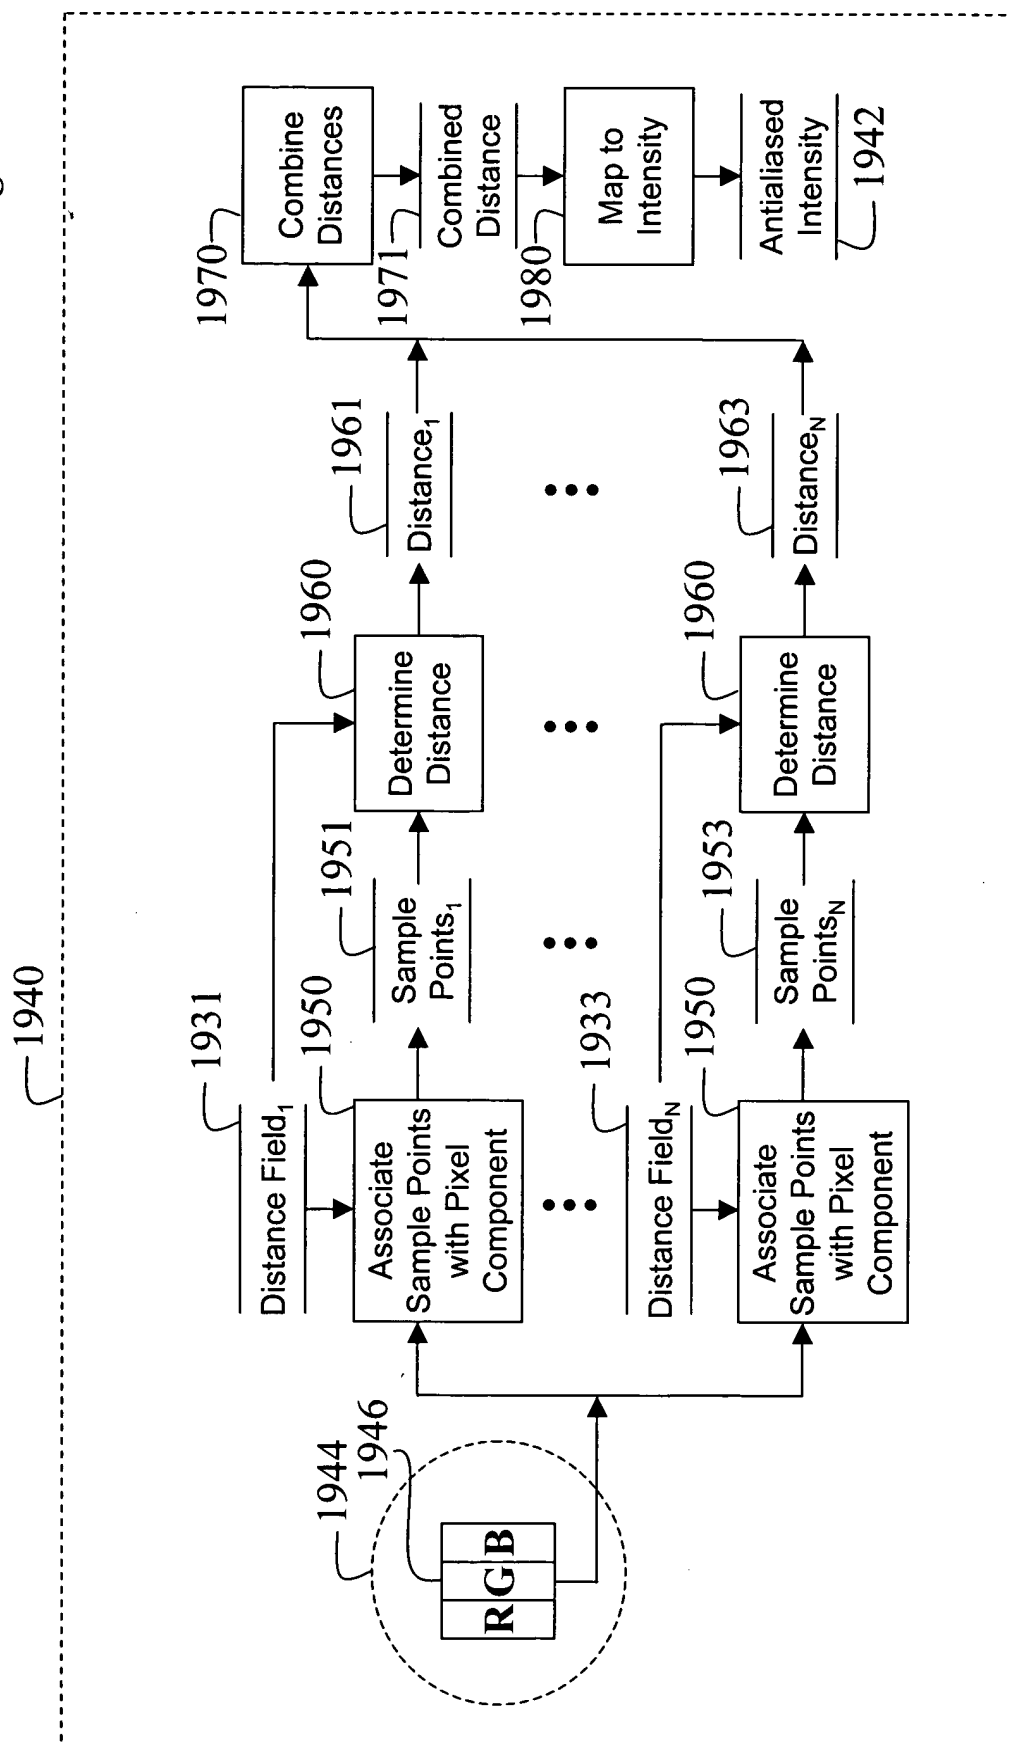 1940
1944
1946
R G B
1931
Distance Field1
1950
Associate
Sample Points
with Pixel
Component
1951
Sample
Points1
1960
Determine
Distance
1961
Distance1
1933
Distance FieldN
1950
Associate
Sample Points
with Pixel
Component
1953
Sample
PointsN
1960
Determine
Distance
1963
DistanceN
1970
Combine
Distances
1971
Combined
Distance
1980
Map to
Intensity
Antialiased
Intensity
1942